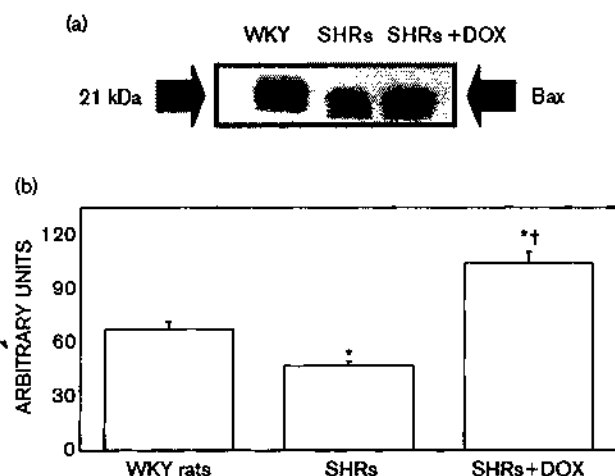 (a)
WKY SHRs SHRs +DOX
21 kDa Bax
(b)
ARBITRARY UNITS
120
90
60
30
0
*
*†
WKY rats SHRs SHRs+DOX